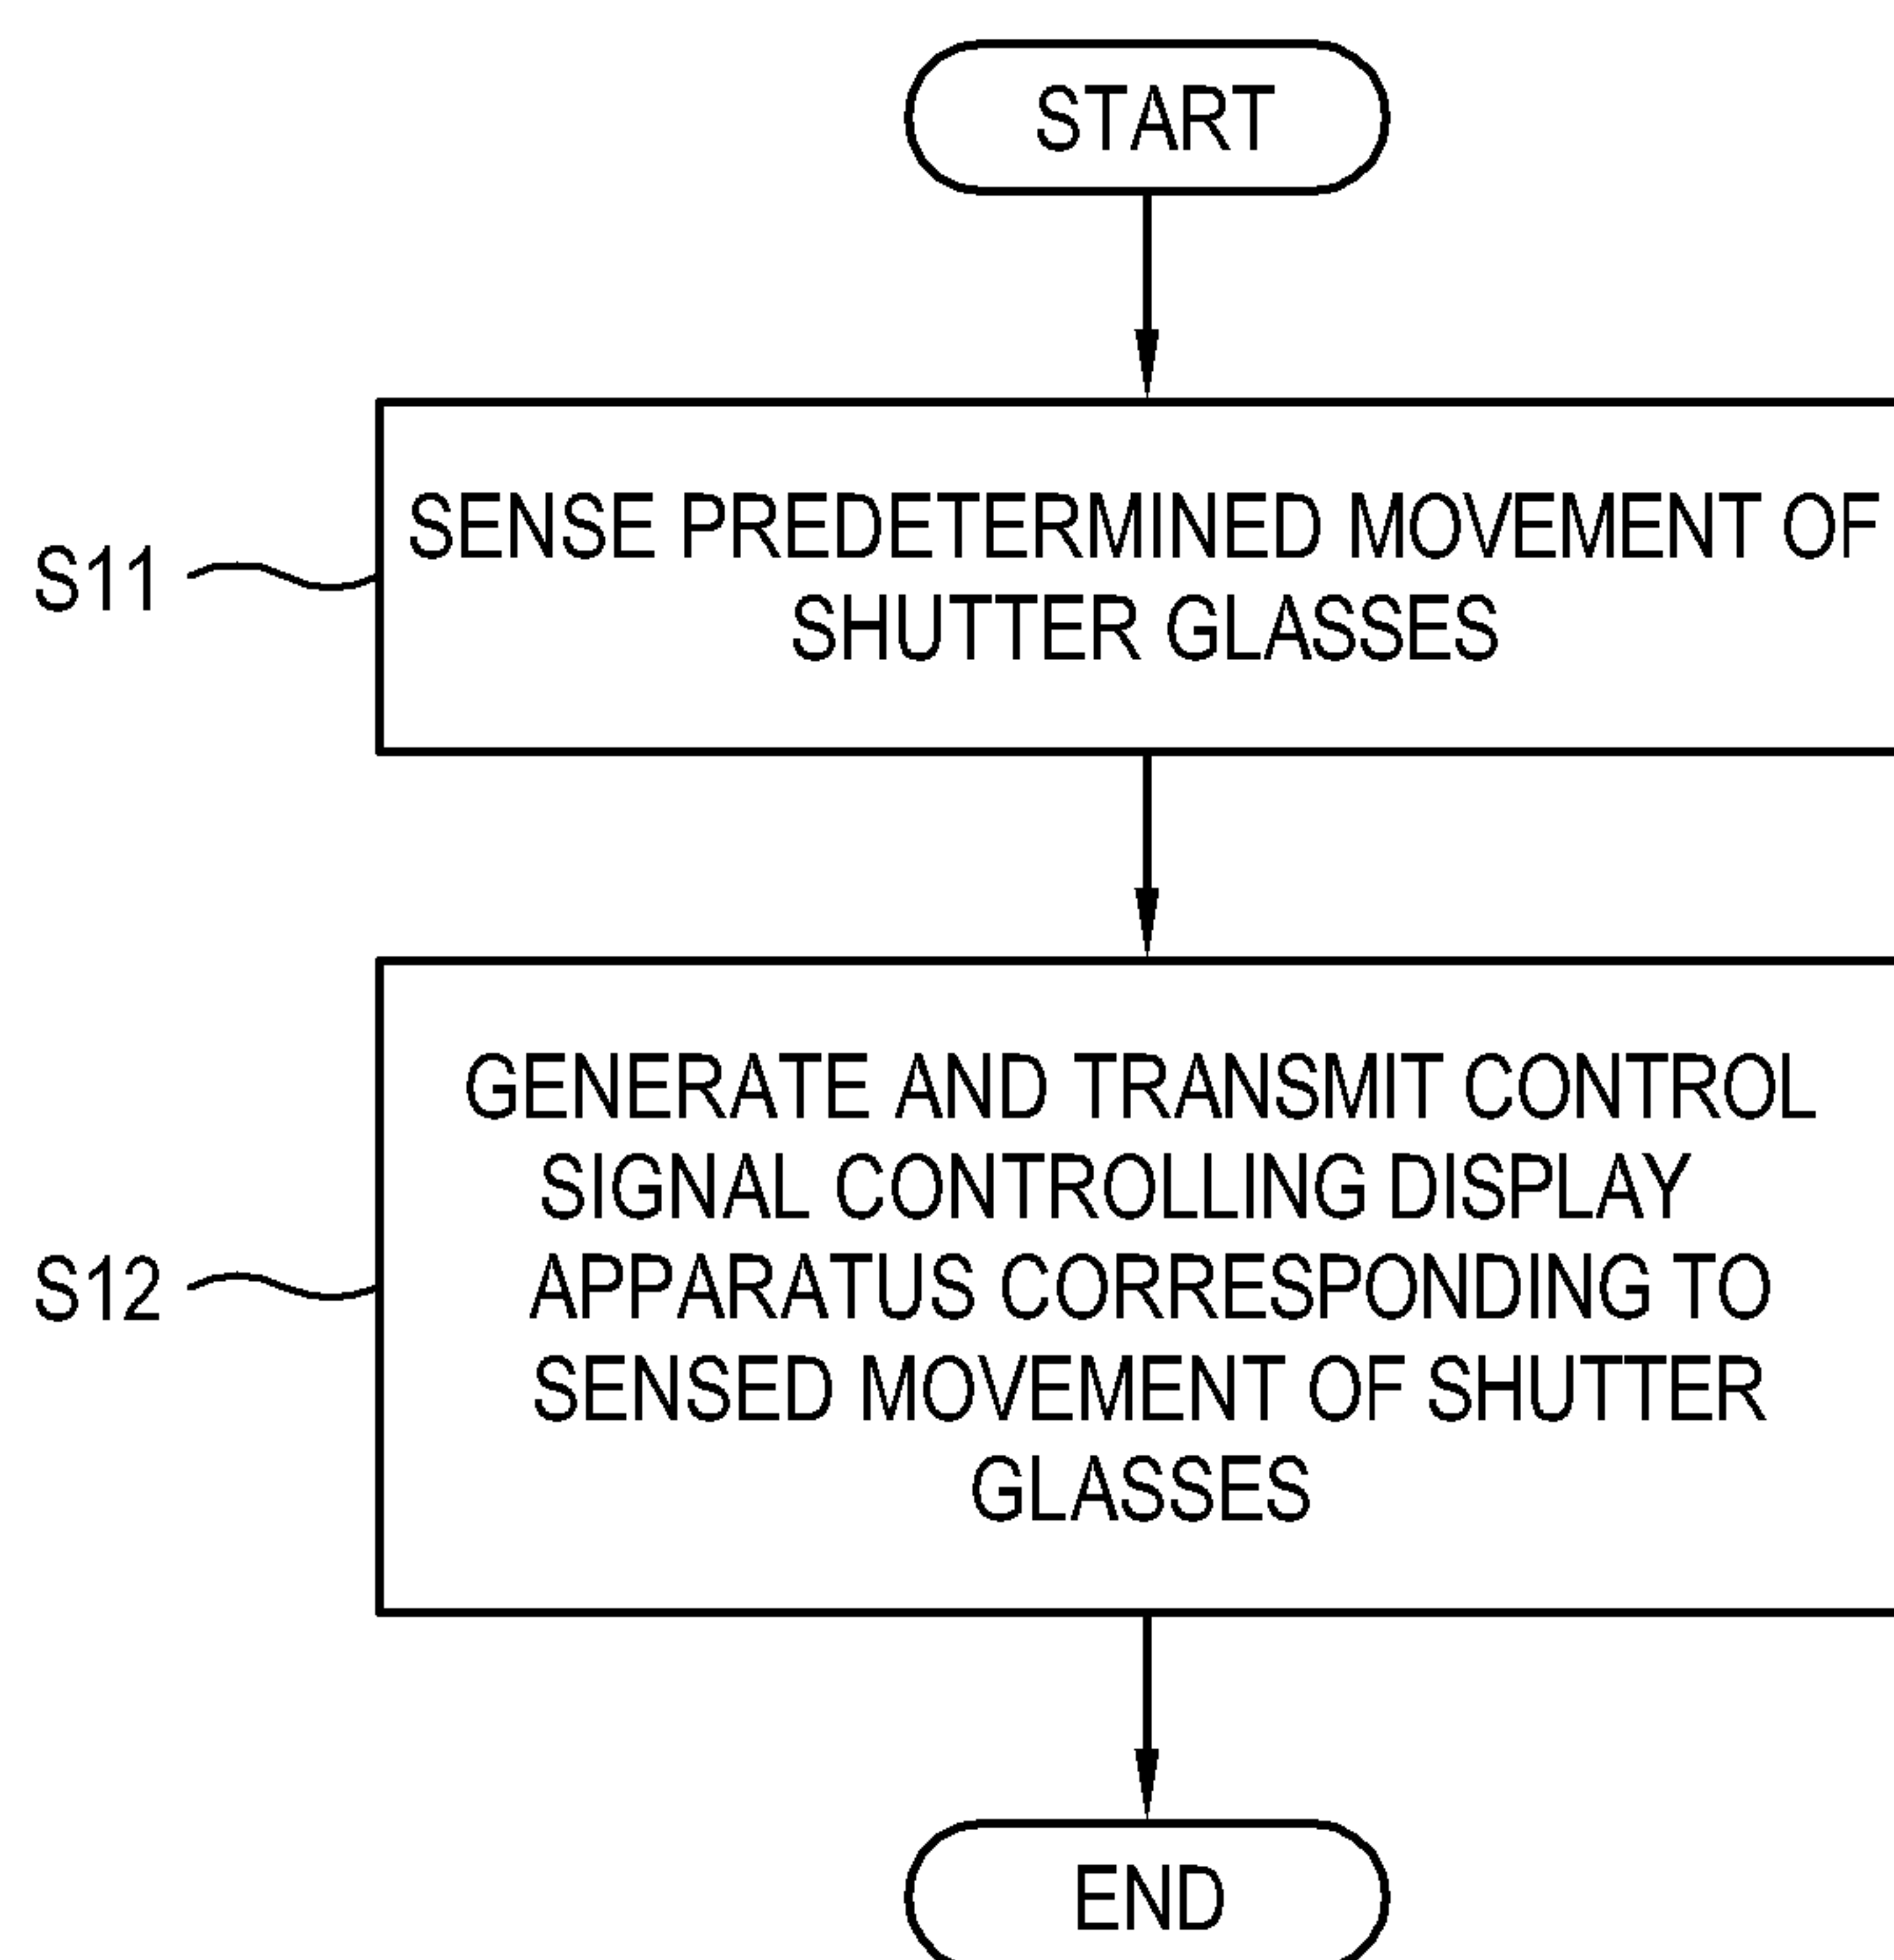 START
S11
SENSE PREDETERMINED MOVEMENT OF
SHUTTER GLASSES
S12
GENERATE AND TRANSMIT CONTROL
SIGNAL CONTROLLING DISPLAY
APPARATUS CORRESPONDING TO
SENSED MOVEMENT OF SHUTTER
GLASSES
END